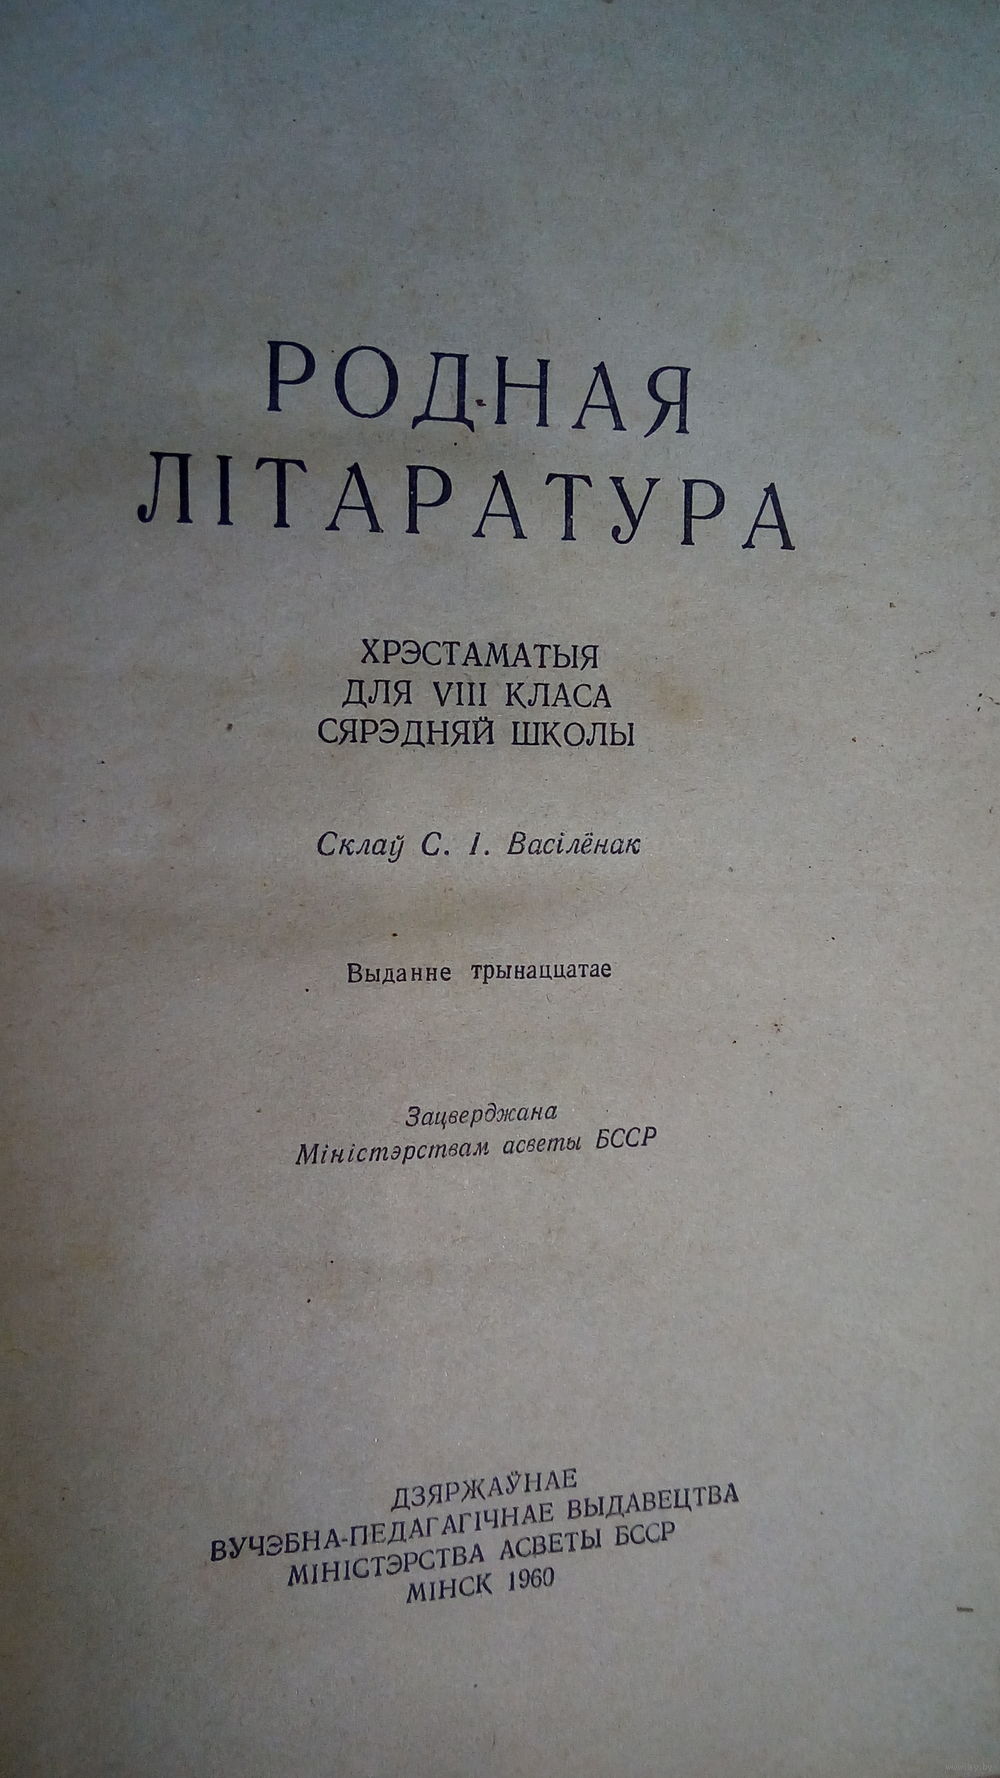 РОДНАЯ
ЛІТАРАТУРА
ХРЭСТАМАТЫЯ
ДЛЯ VIII КЛАСА
СЯРЭДНЯЙ ШКОЛЫ
Склаў С. І. Васілёнак
Выданне трынаццатае
Зацверджана
Міністэрствам асветы БССР
ДЗЯРЖАЎНАЕ
ВУЧЭБНА-ПЕДАГАГІЧНАЕ ВЫДАВЕЦТВА
МІНІСТЭРСТВА АСВЕТЫ БССР
МІНСК 1960